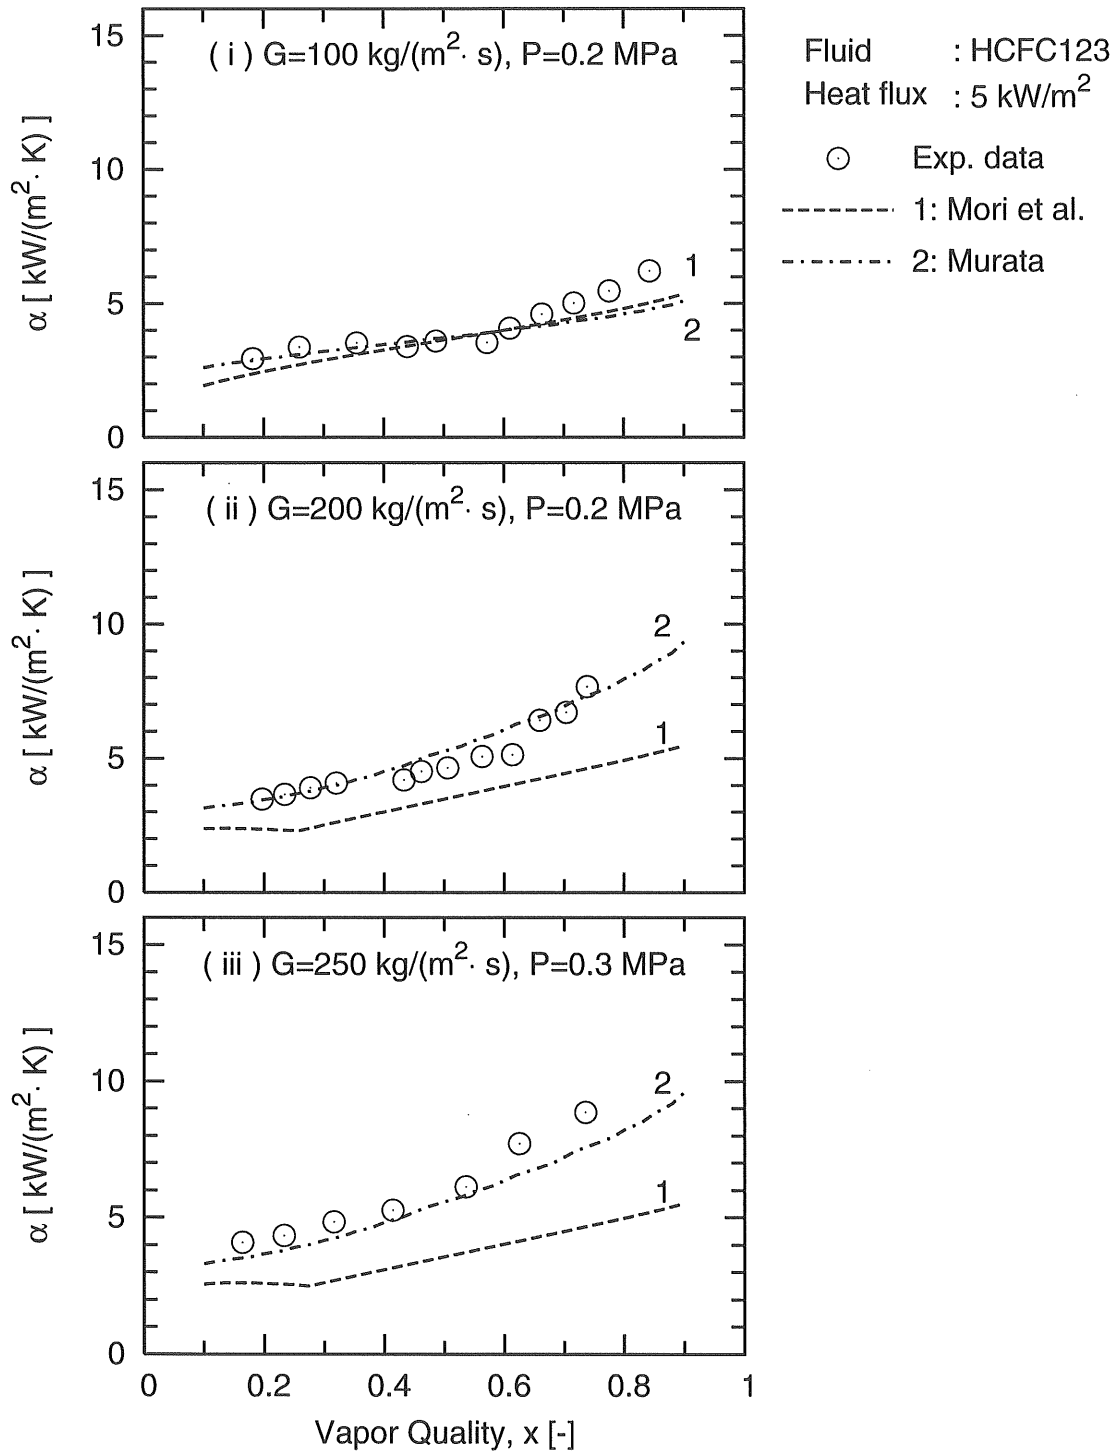 ( i ) G=100 kg/(m²· s), P=0.2 MPa
15
10
5
0
α [ kW/(m²· K) ]
1
2
Fluid : HCFC123
Heat flux : 5 kW/m²
Exp. data
1: Mori et al.
2: Murata
( ii ) G=200 kg/(m²· s), P=0.2 MPa
15
10
5
0
α [ kW/(m²· K) ]
2
1
( iii ) G=250 kg/(m²· s), P=0.3 MPa
15
10
5
0
α [ kW/(m²· K) ]
2
1
0 0.2 0.4 0.6 0.8 1
Vapor Quality, x [-]